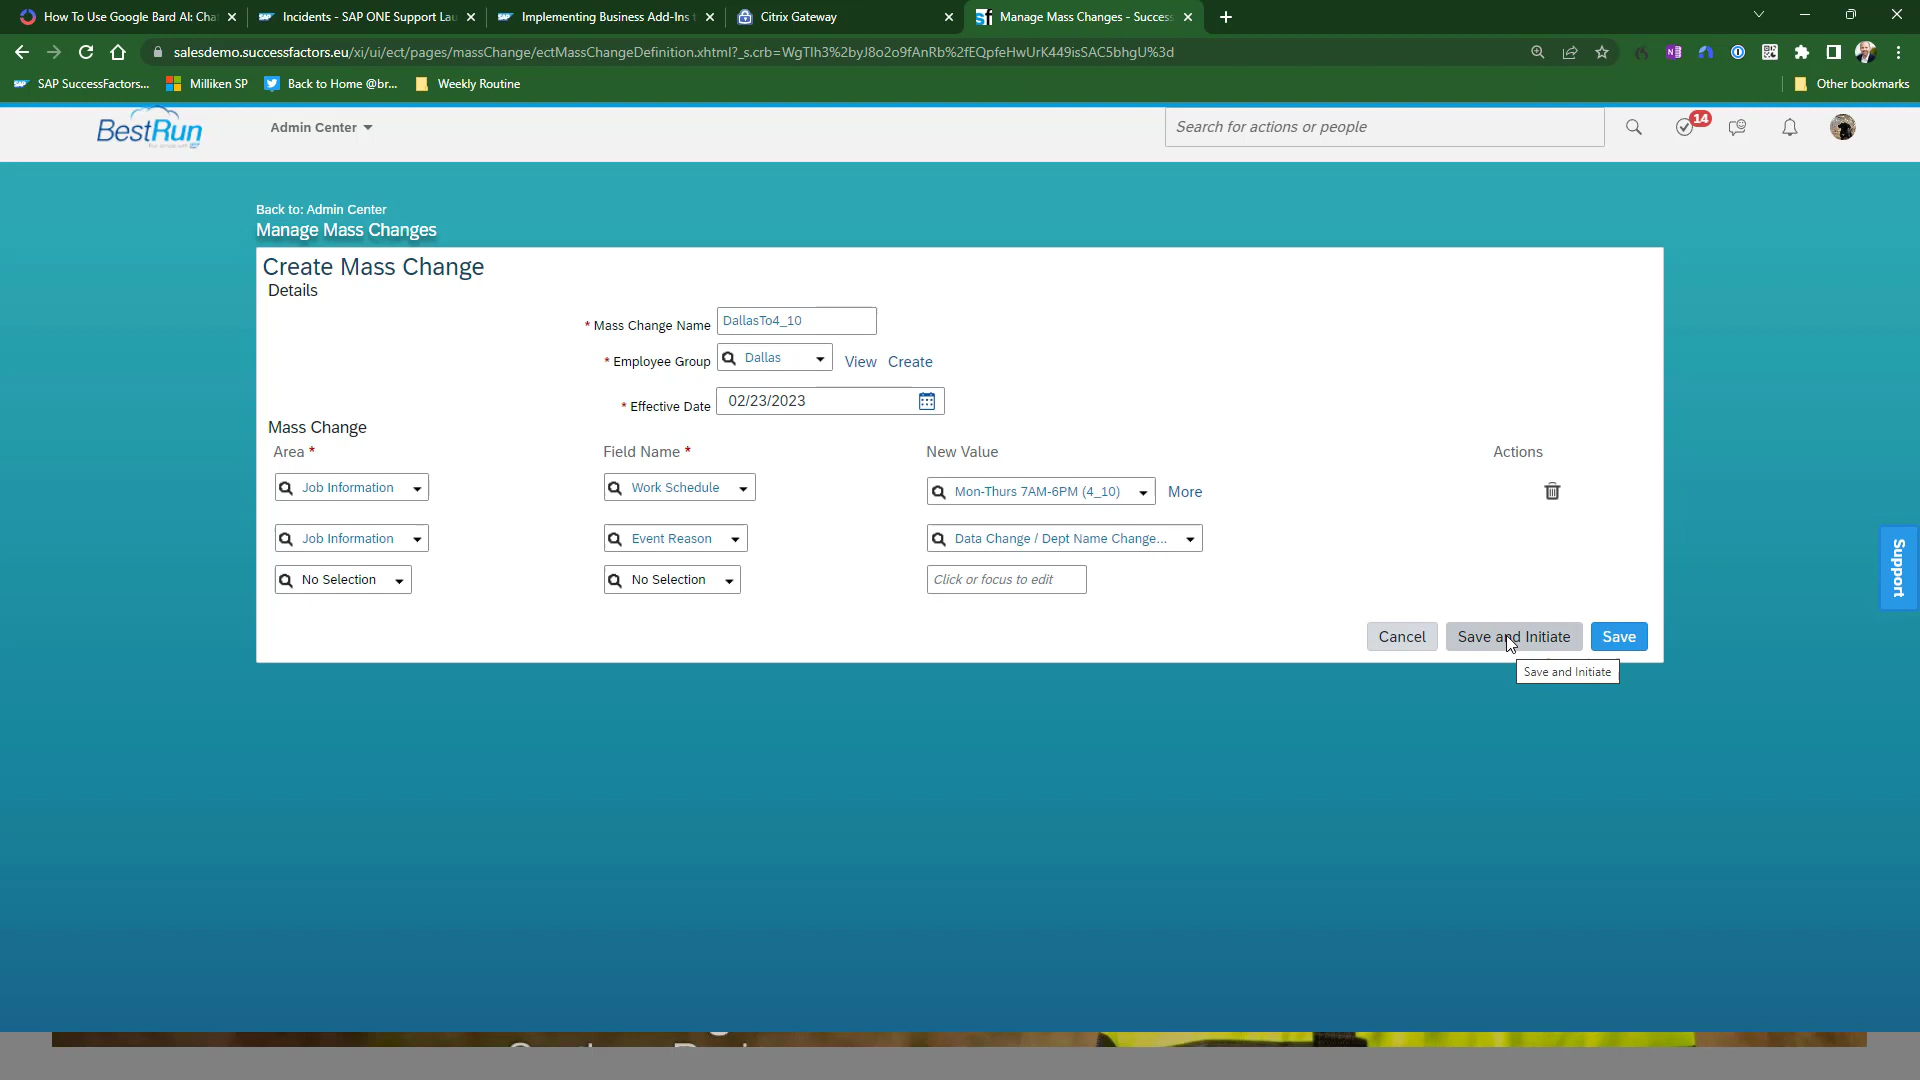 How To Use Google Bard AI: Cha
Incidents - SAP ONE Support Lau
Implementing Business Add-Ins t
Citrix Gateway
Manage Mass Changes - Success
salesdemo.successfactors.eu/xi/ui/ect/pages/massChange/ectMassChangeDefinition.xhtml?_s.crb=WgTIh3%2byJ8o2o9fAnRb%2fEQpfeHwUrK449isSAC5bhgU%3d
SAP SuccessFactors...
Milliken SP
Back to Home @br...
Weekly Routine
Other bookmarks
BestRun
Admin Center
Search for actions or people
14
Back to: Admin Center
Manage Mass Changes
Create Mass Change
Details
* Mass Change Name DallasTo4_10
* Employee Group Dallas View Create
* Effective Date 02/23/2023
Mass Change
Area * Field Name * New Value Actions
Job Information Work Schedule Mon-Thurs 7AM-6PM (4_10) More
Job Information Event Reason Data Change / Dept Name Change...
No Selection No Selection Click or focus to edit
Cancel Save and Initiate Save
Save and Initiate
Support